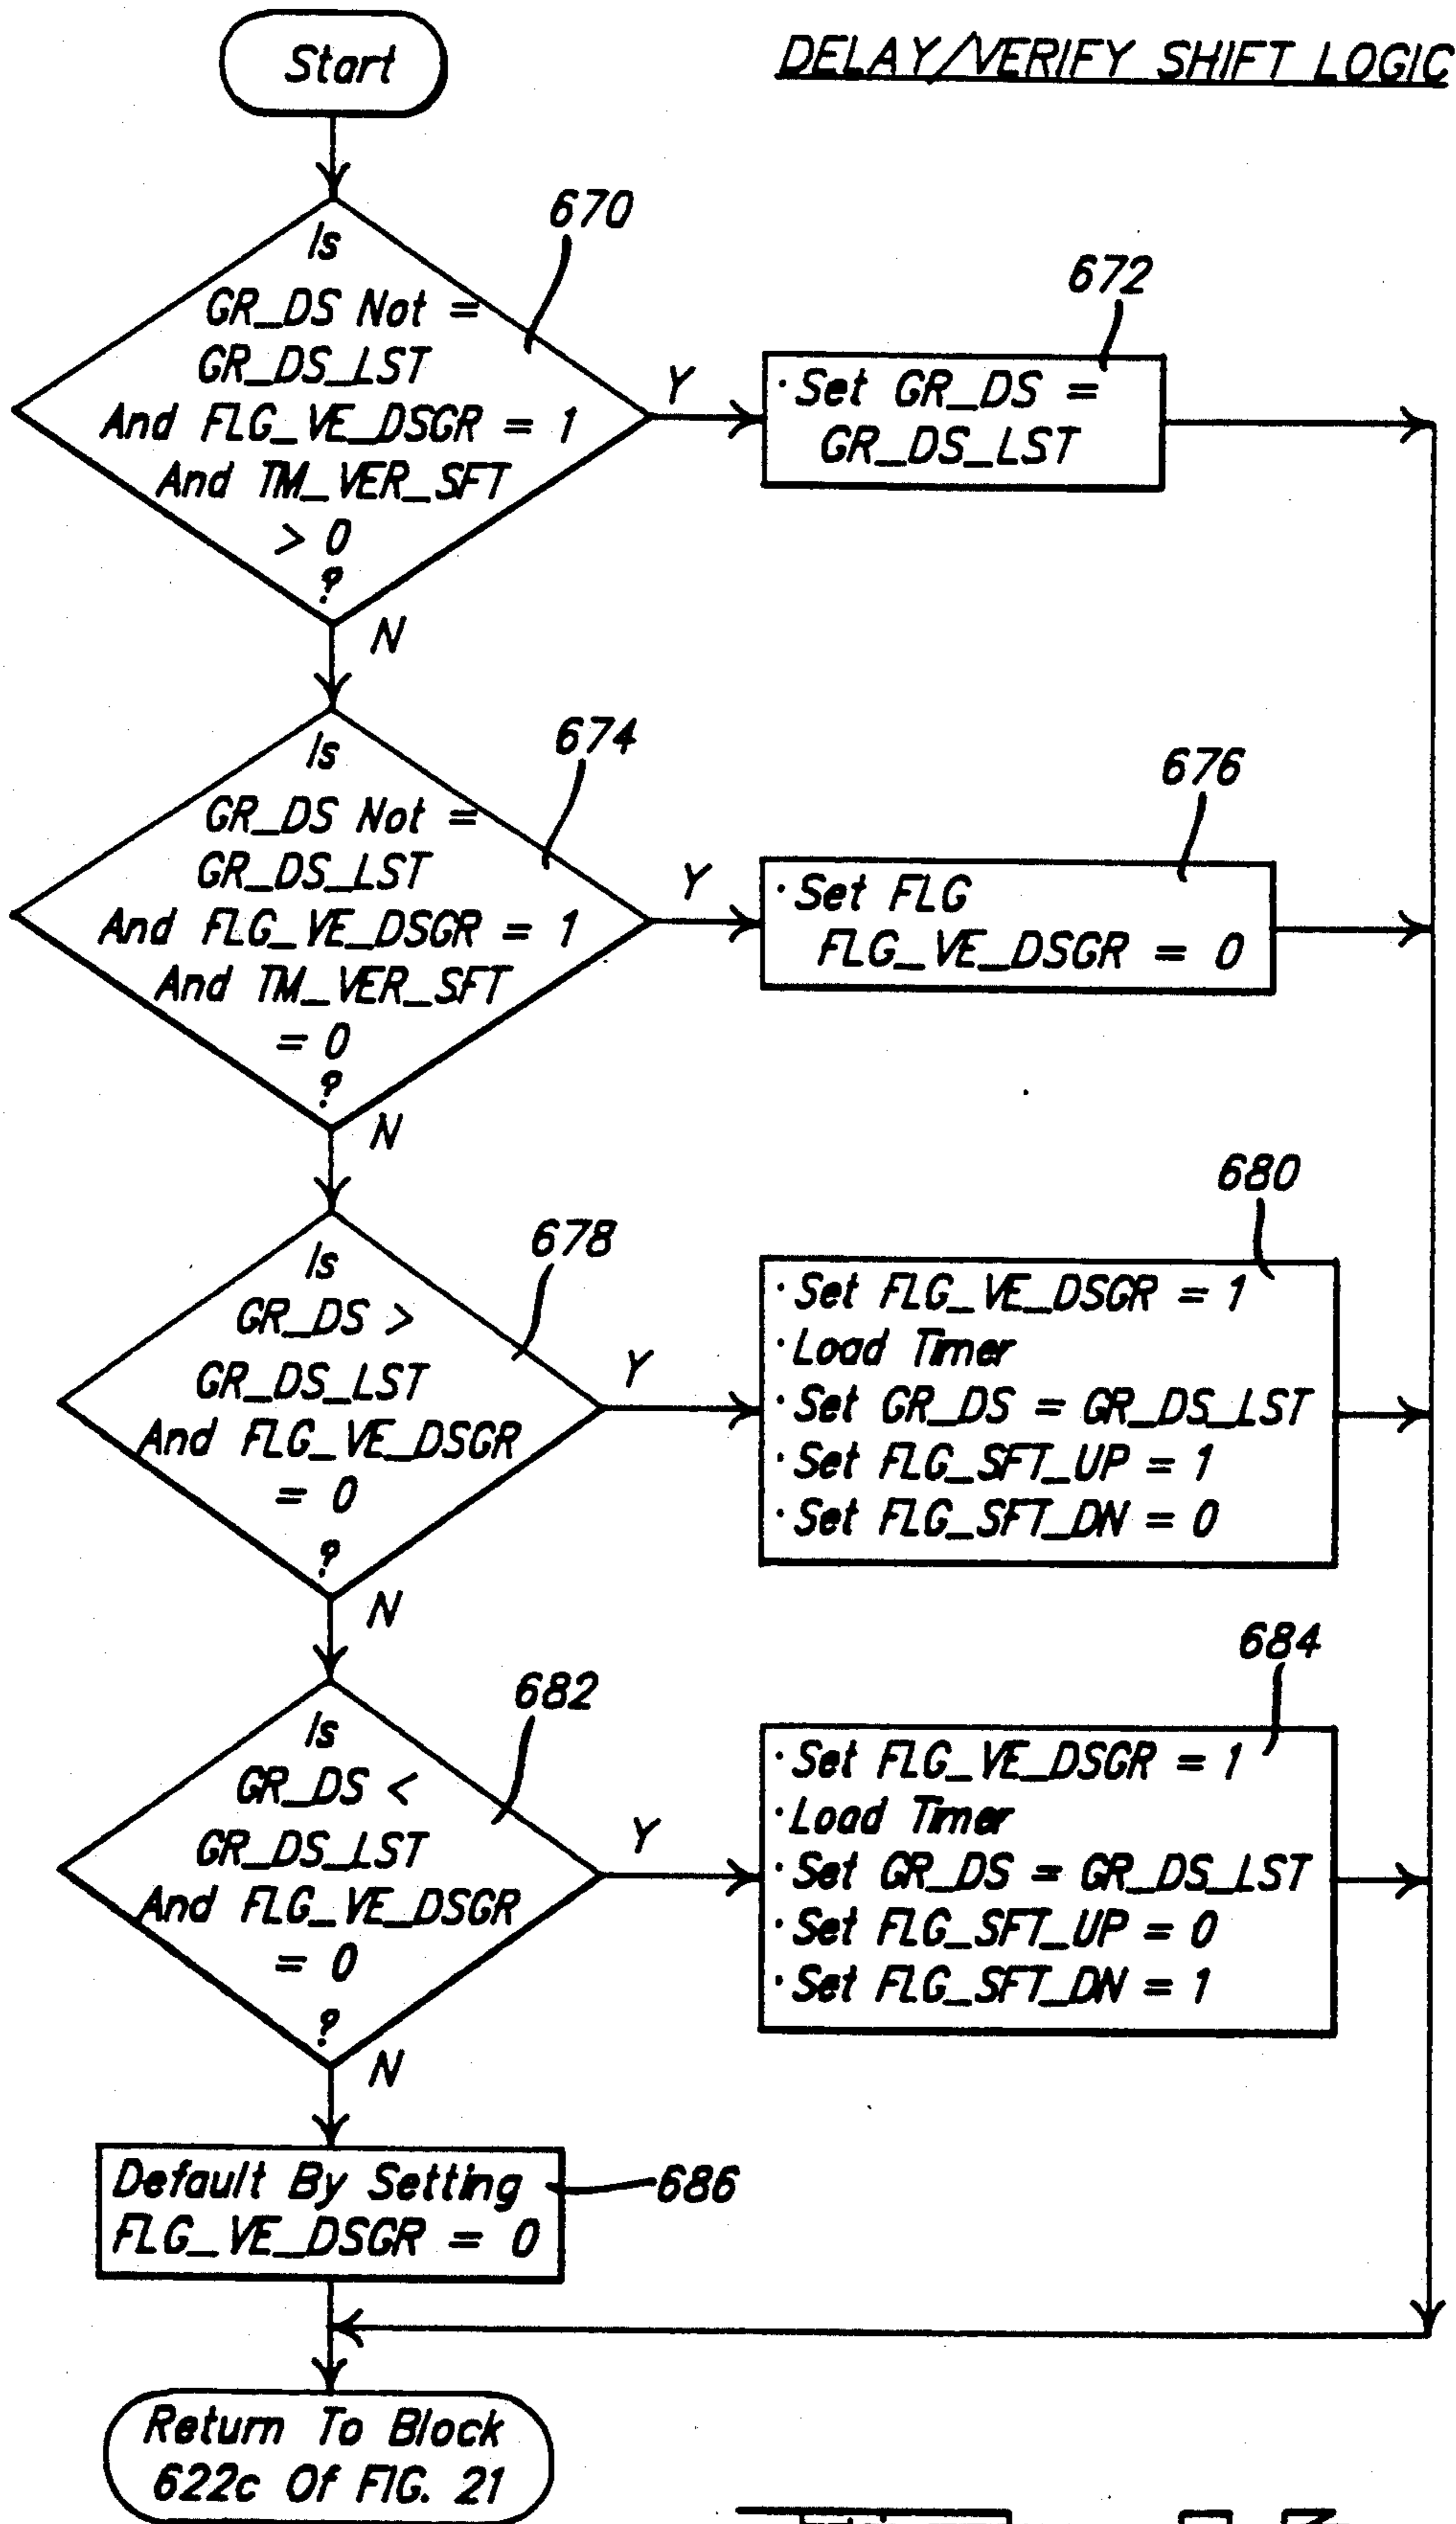 DELAY/VERIFY SHIFT LOGIC
Start
670
Is
GR_DS Not =
GR_DS_LST
And FLG_VE_DSGR = 1
And TM_VER_SFT
> 0
?
Y
N
672
·Set GR_DS =
GR_DS_LST
674
Is
GR_DS Not =
GR_DS_LST
And FLG_VE_DSGR = 1
And TM_VER_SFT
= 0
?
Y
N
676
·Set FLG
FLG_VE_DSGR = 0
678
Is
GR_DS >
GR_DS_LST
And FLG_VE_DSGR
= 0
?
Y
N
680
·Set FLG_VE_DSGR = 1
·Load Timer
·Set GR_DS = GR_DS_LST
·Set FLG_SFT_UP = 1
·Set FLG_SFT_DN = 0
682
Is
GR_DS <
GR_DS_LST
And FLG_VE_DSGR
= 0
?
Y
N
684
·Set FLG_VE_DSGR = 1
·Load Timer
·Set GR_DS = GR_DS_LST
·Set FLG_SFT_UP = 0
·Set FLG_SFT_DN = 1
Default By Setting
FLG_VE_DSGR = 0
686
Return To Block
622c Of FIG. 21